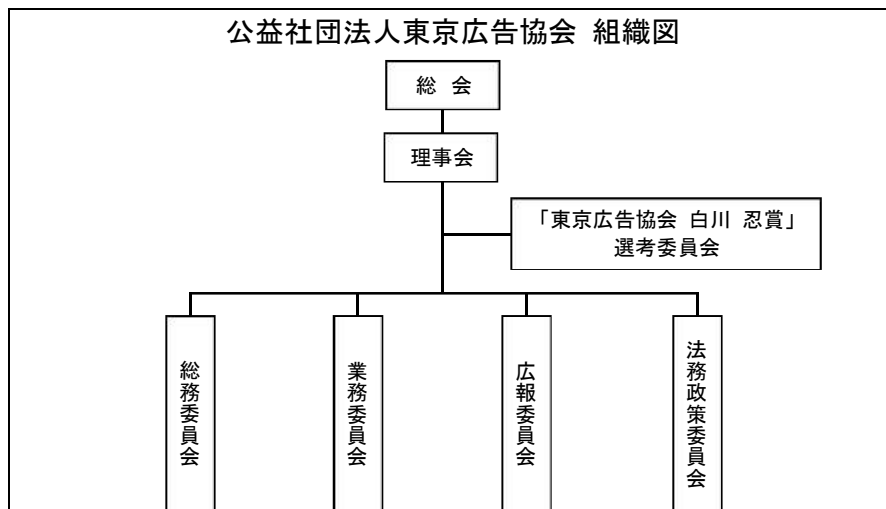 公益社団法人東京広告協会 組織図
総 会
理事会
「東京広告協会 白川 忍賞」
選考委員会
総務委員会
業務委員会
広報委員会
法務政策委員会